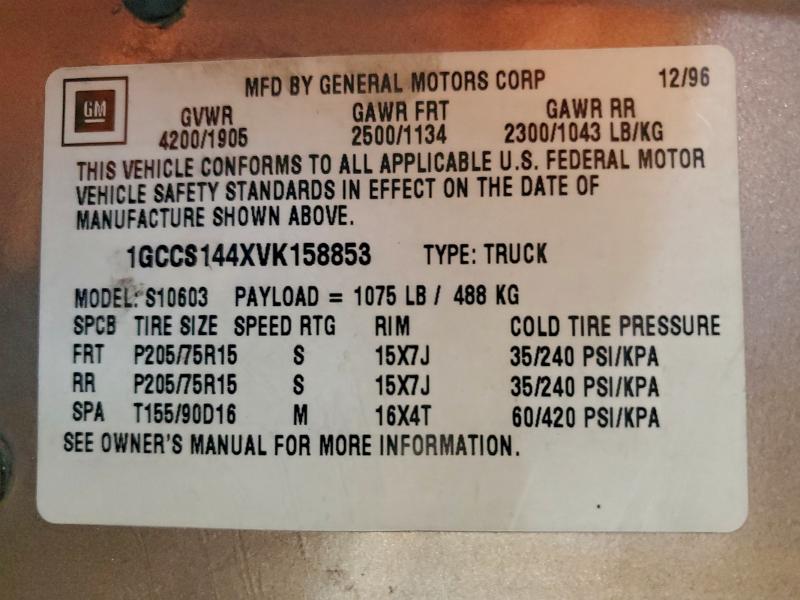 MFD BY GENERAL MOTORS CORP 12/96
GM
GVWR GAWR FRT GAWR RR
4200/1905 2500/1134 2300/1043 LB/KG
THIS VEHICLE CONFORMS TO ALL APPLICABLE U.S. FEDERAL MOTOR
VEHICLE SAFETY STANDARDS IN EFFECT ON THE DATE OF
MANUFACTURE SHOWN ABOVE.
1GCCS144XVK158853 TYPE: TRUCK
MODEL: S10603 PAYLOAD = 1075 LB / 488 KG
SPCB TIRE SIZE SPEED RTG RIM COLD TIRE PRESSURE
FRT P205/75R15 S 15X7J 35/240 PSI/KPA
RR P205/75R15 S 15X7J 35/240 PSI/KPA
SPA T155/90D16 M 16X4T 60/420 PSI/KPA
SEE OWNER'S MANUAL FOR MORE INFORMATION.